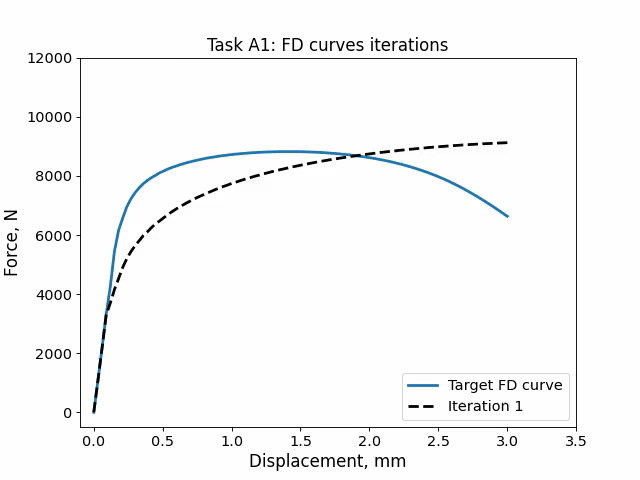 Task A1: FD curves iterations
12000
10000
8000
6000
4000
2000
0
Force, N
Target FD curve
Iteration 1
0.0 0.5 1.0 1.5 2.0 2.5 3.0 3.5
Displacement, mm